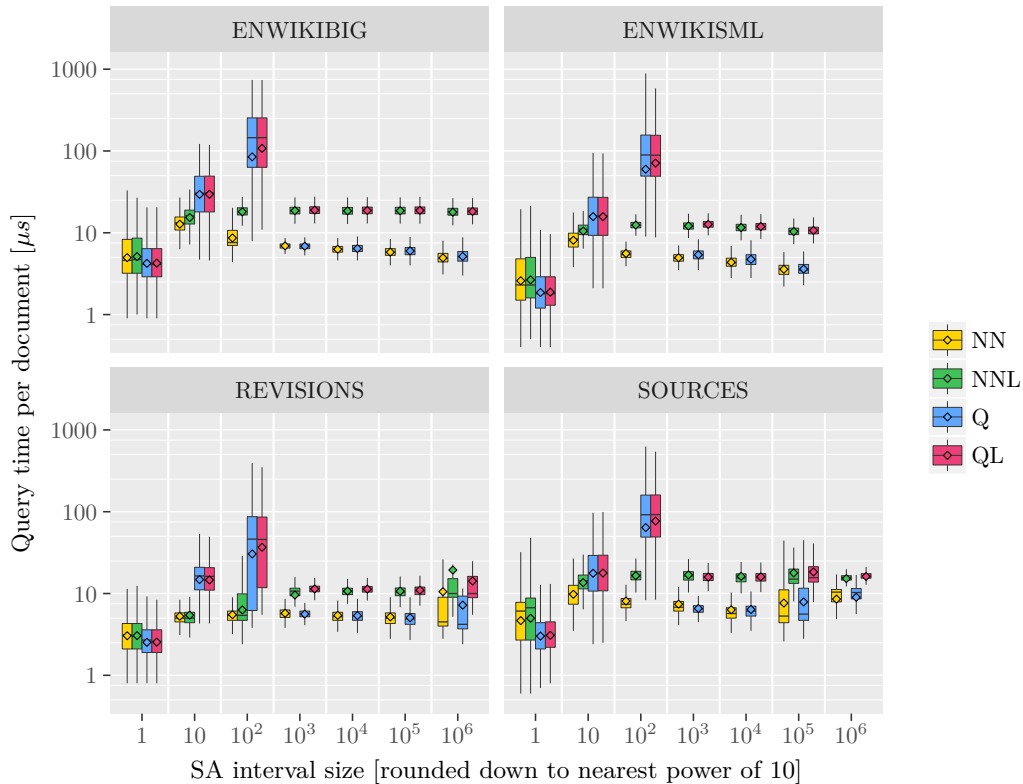 ENWIKIBIG
ENWIKISML
1000
100
10
1
REVISIONS
SOURCES
1000
100
10
1
1 10 10² 10³ 10⁴ 10⁵ 10⁶
1 10 10² 10³ 10⁴ 10⁵ 10⁶
SA interval size [rounded down to nearest power of 10]
Query time per document [μs]
NN
NNL
Q
QL